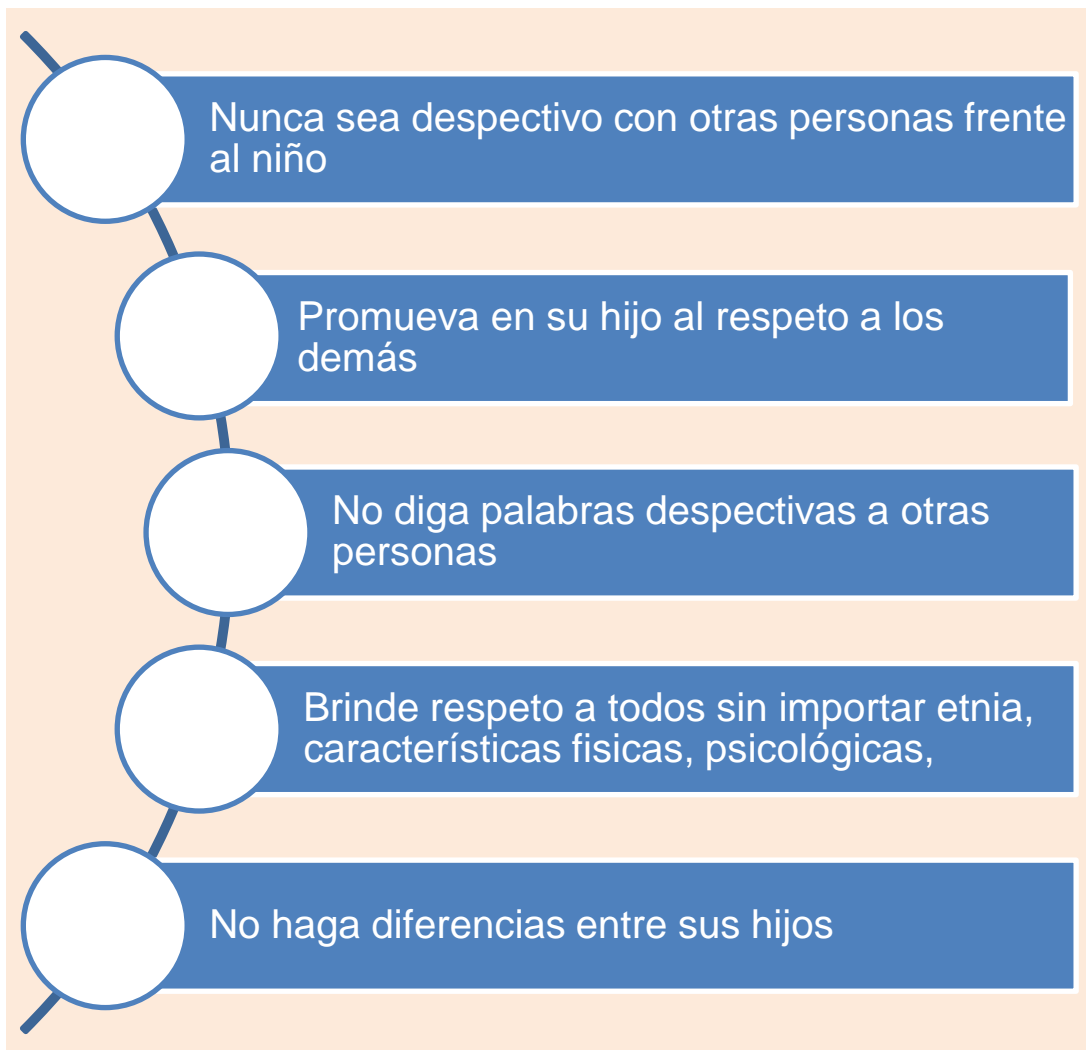 Nunca sea despectivo con otras personas frente
al niño
Promueva en su hijo al respeto a los
demás
No diga palabras despectivas a otras
personas
Brinde respeto a todos sin importar etnia,
características fisicas, psicológicas,
No haga diferencias entre sus hijos